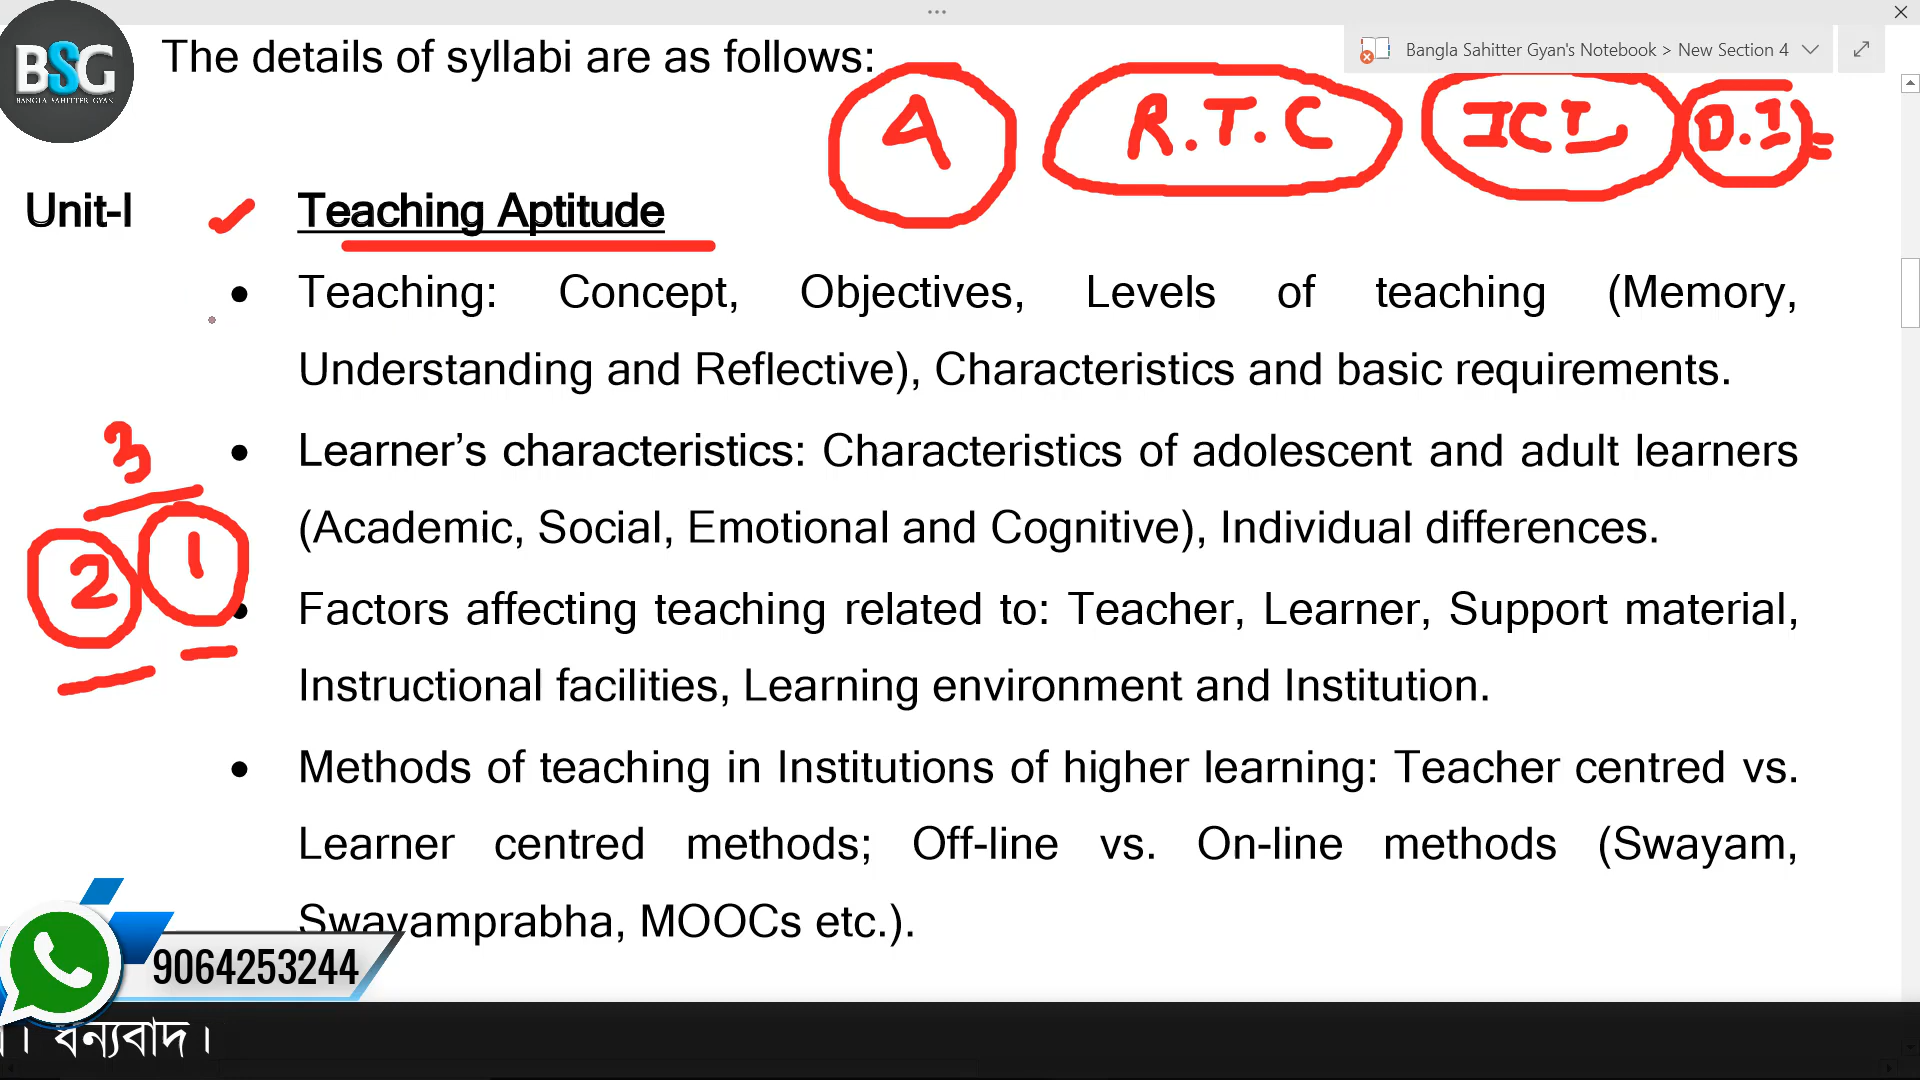 BSG
BANGLA SAHITTER GYAN
The details of syllabi are as follows:
Bangla Sahitter Gyan's Notebook > New Section 4
R.T.C
D.I
Unit-I Teaching Aptitude
• Teaching: Concept, Objectives, Levels of teaching (Memory,
Understanding and Reflective), Characteristics and basic requirements.
3
• Learner's characteristics: Characteristics of adolescent and adult learners
(Academic, Social, Emotional and Cognitive), Individual differences.
2 1
• Factors affecting teaching related to: Teacher, Learner, Support material,
Instructional facilities, Learning environment and Institution.
• Methods of teaching in Institutions of higher learning: Teacher centred vs.
Learner centred methods; Off-line vs. On-line methods (Swayam,
Swayamprabha, MOOCs etc.).
9064253244
। ধন্যবাদ।